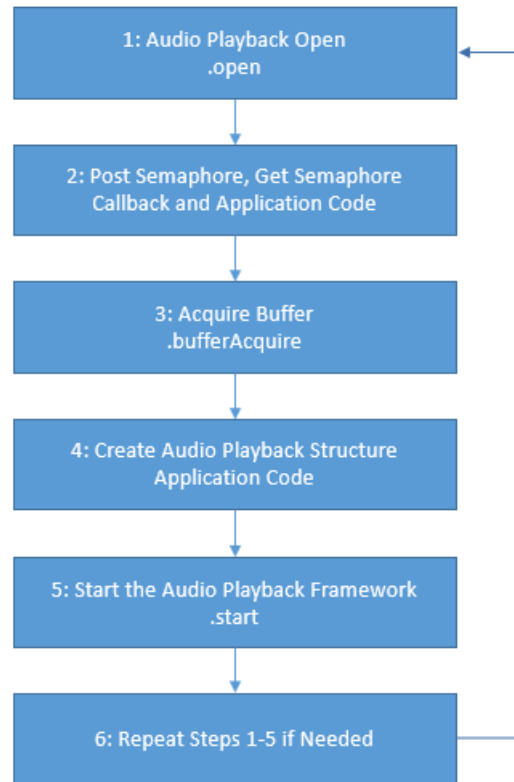 1: Audio Playback Open
.open
2: Post Semaphore, Get Semaphore
Callback and Application Code
3: Acquire Buffer
.bufferAcquire
4: Create Audio Playback Structure
Application Code
5: Start the Audio Playback Framework
.start
6: Repeat Steps 1-5 if Needed